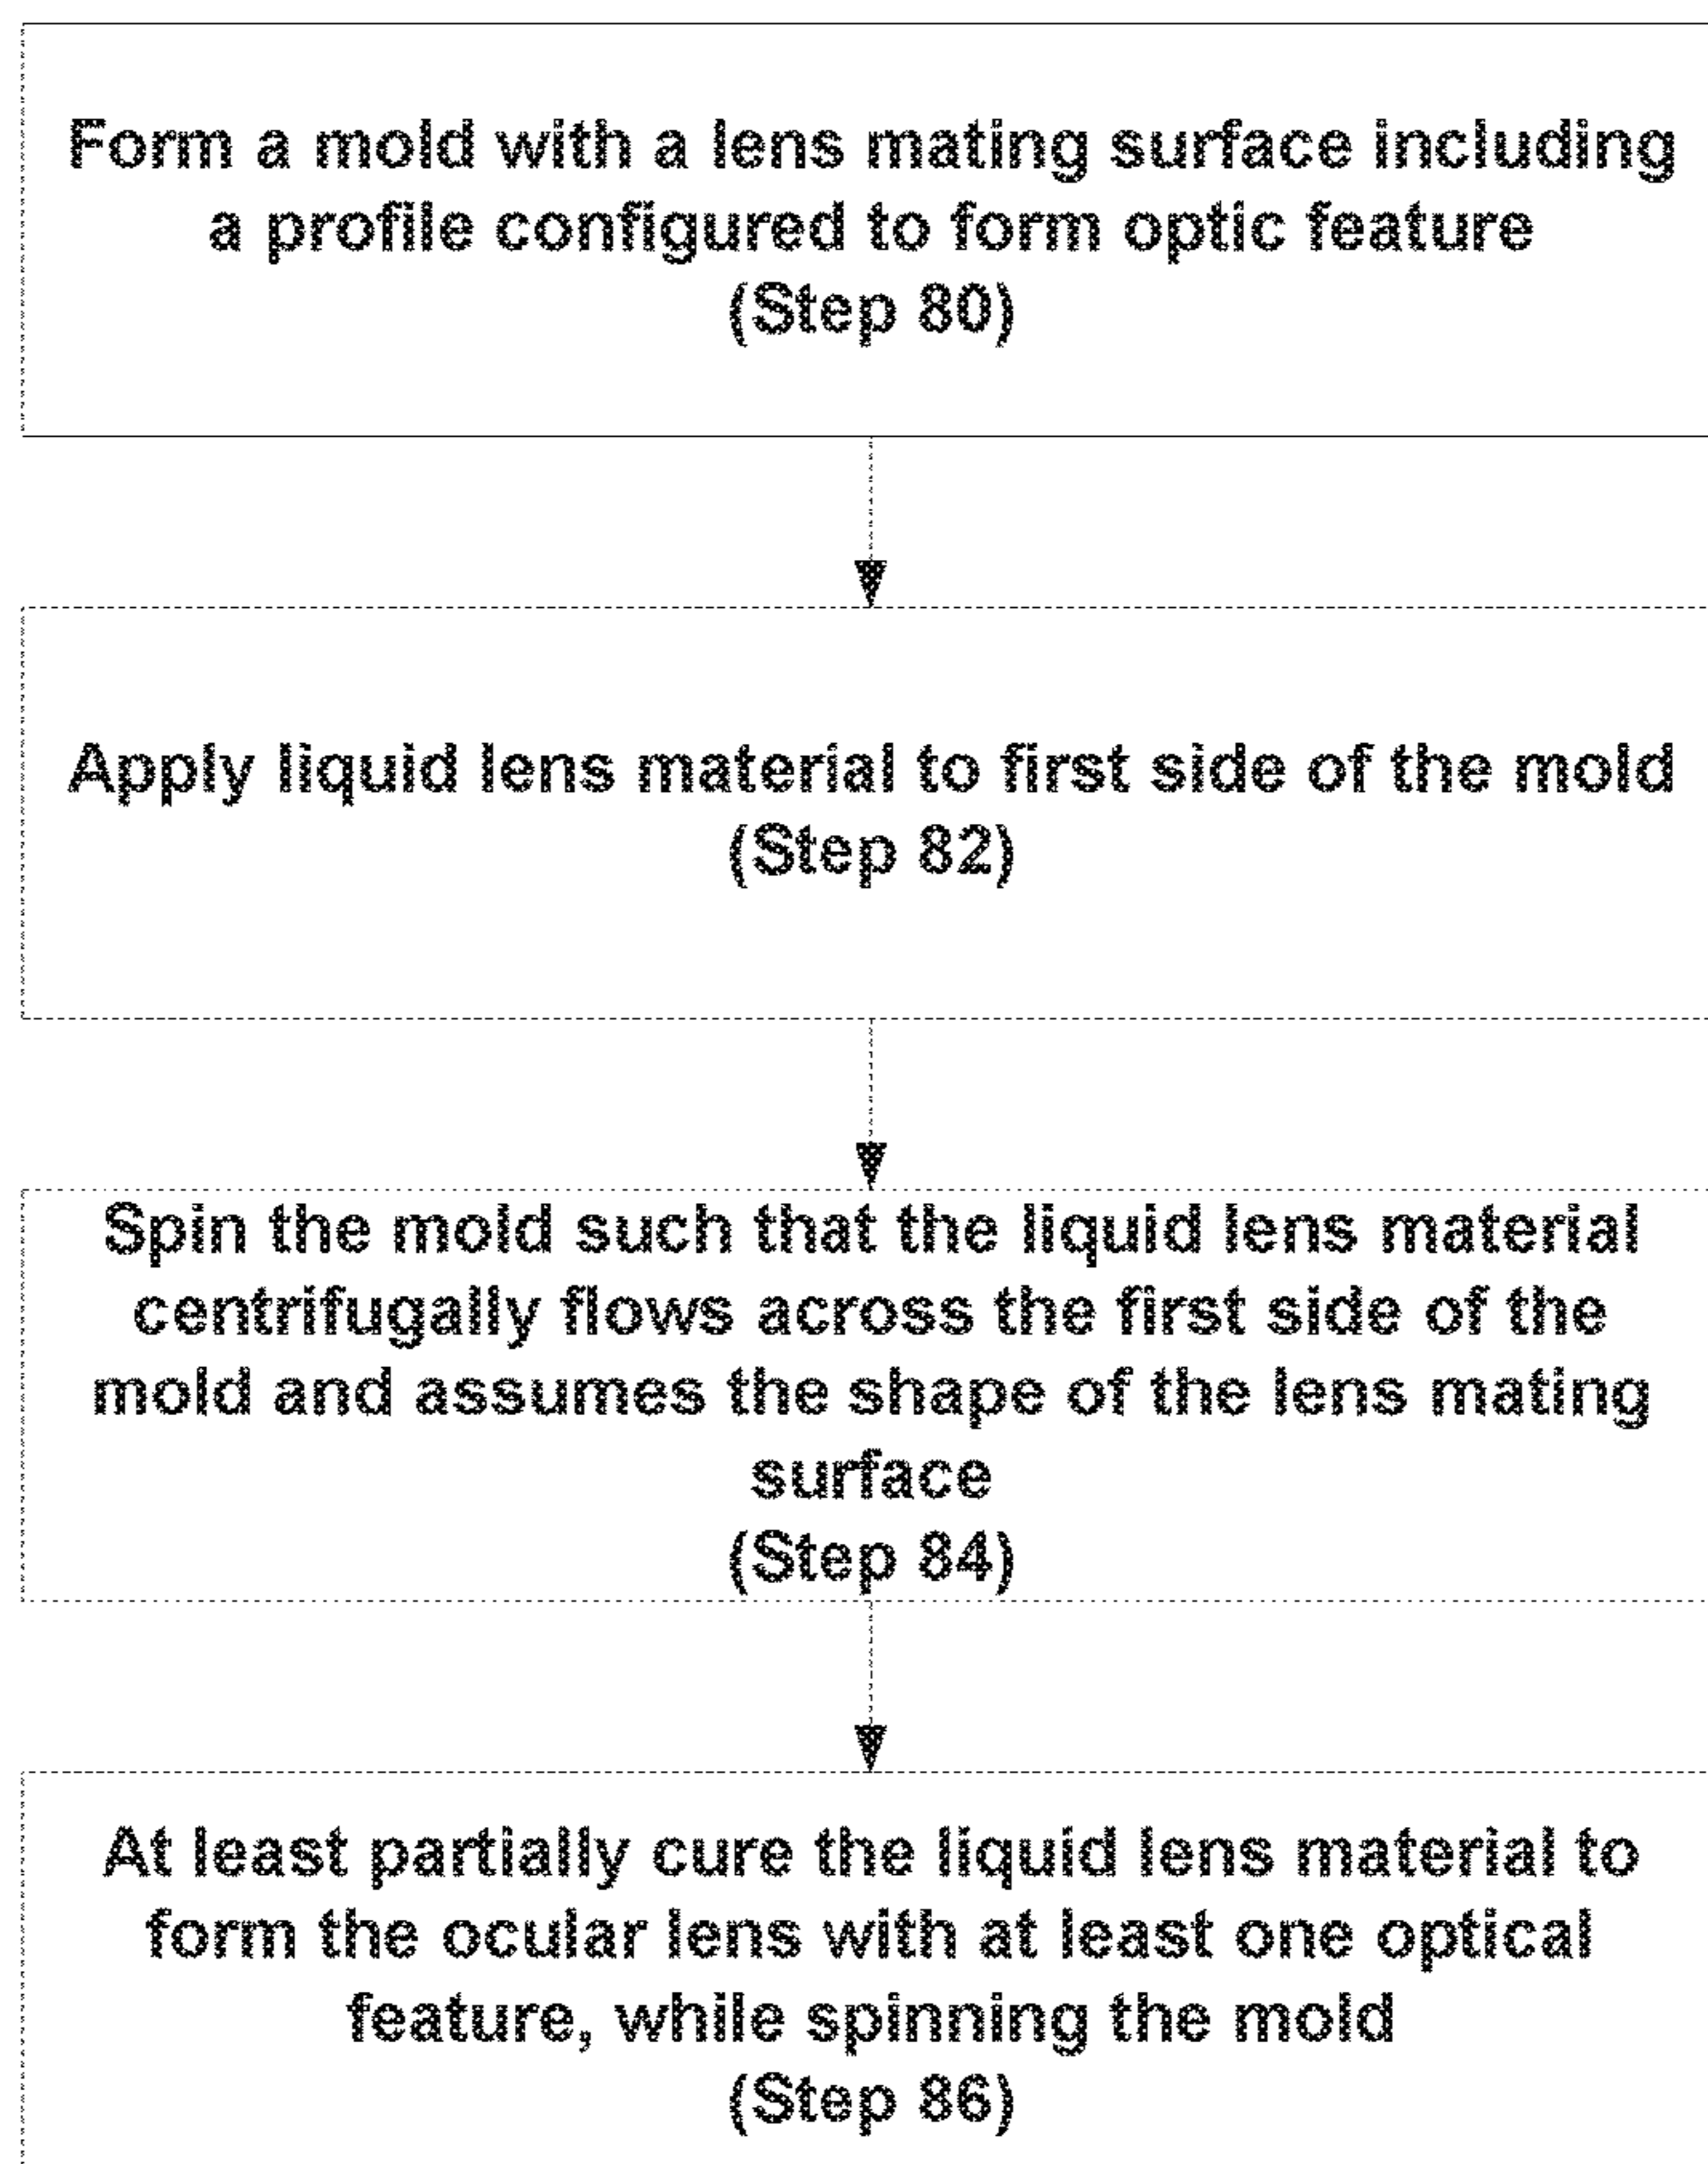 Form a mold with a lens mating surface including
a profile configured to form optic feature
(Step 80)
Apply liquid lens material to first side of the mold
(Step 82)
Spin the mold such that the liquid lens material
centrifugally flows across the first side of the
mold and assumes the shape of the lens mating
surface
(Step 84)
At least partially cure the liquid lens material to
form the ocular lens with at least one optical
feature, while spinning the mold
(Step 86)